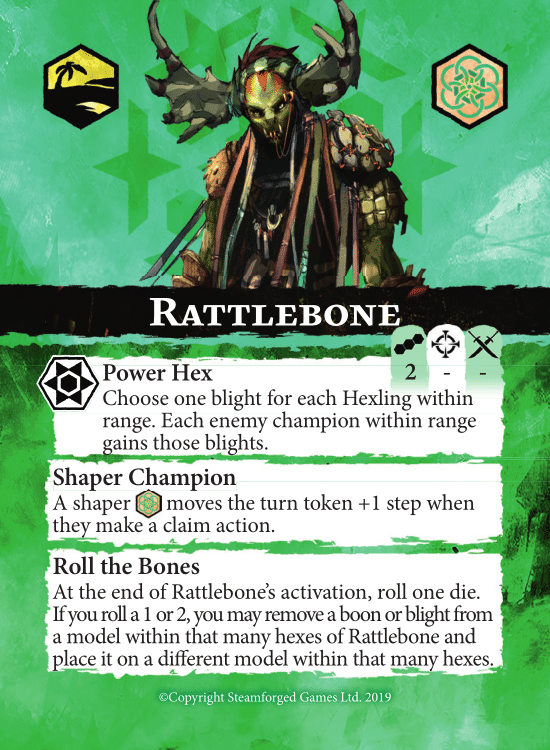 RATTLEBONE
Power Hex
2 - -
Choose one blight for each Hexling within
range. Each enemy champion within range
gains those blights.
Shaper Champion
A shaper moves the turn token +1 step when
they make a claim action.
Roll the Bones
At the end of Rattlebone's activation, roll one die.
If you roll a 1 or 2, you may remove a boon or blight from
a model within that many hexes of Rattlebone and
place it on a different model within that many hexes.
©Copyright Steamforged Games Ltd. 2019